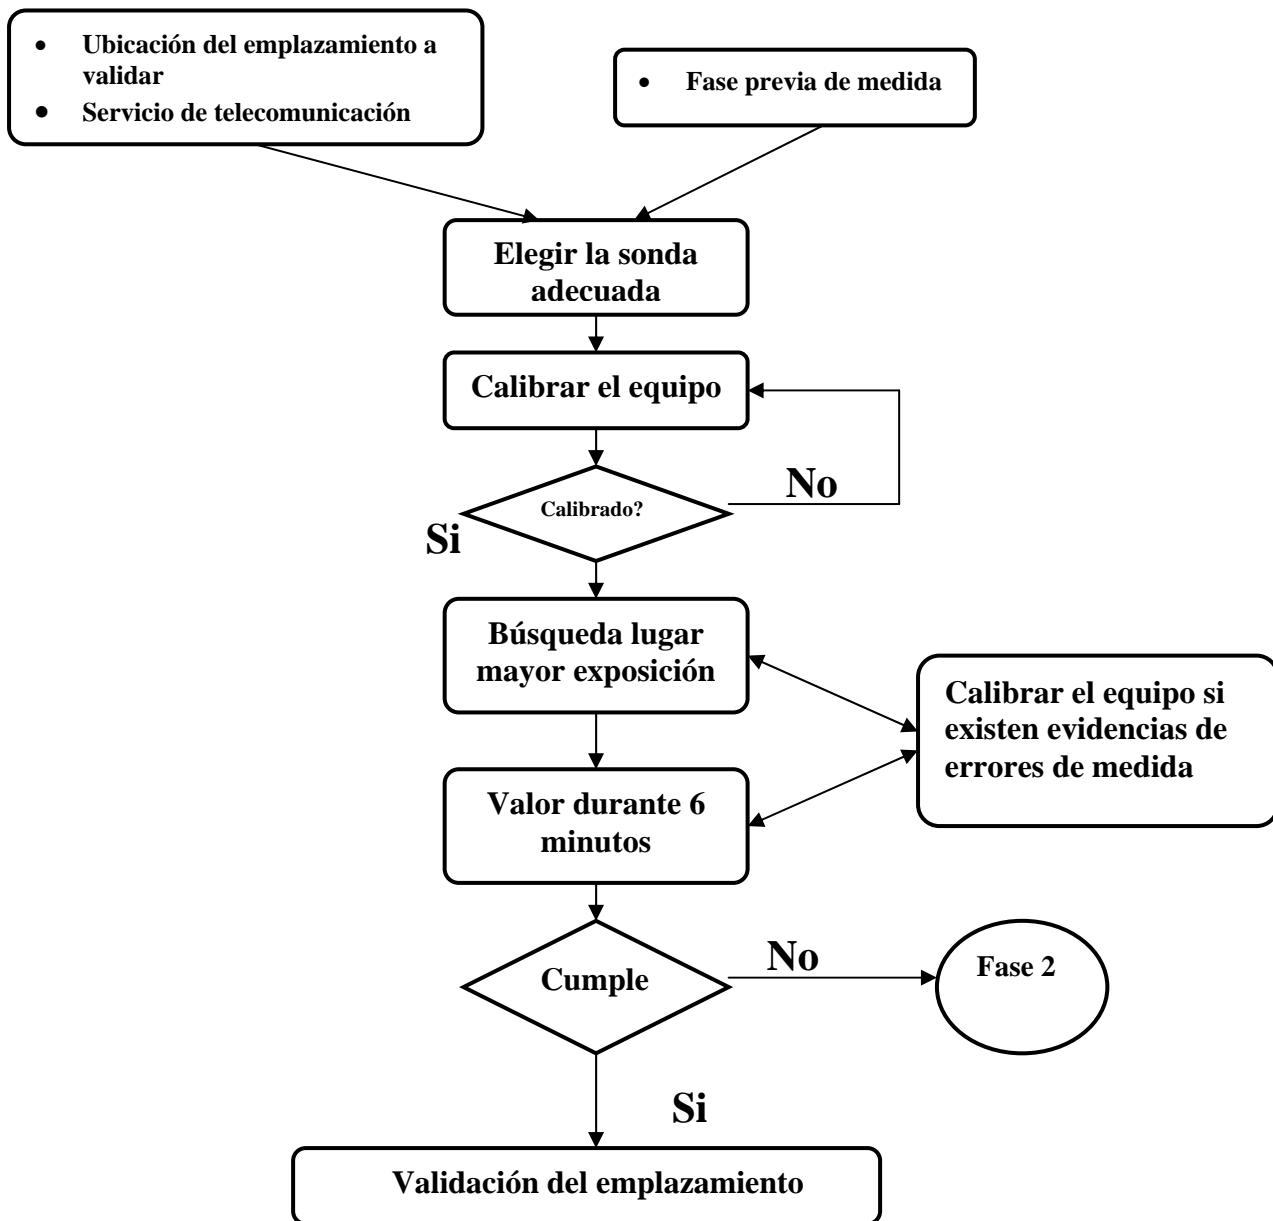 • Ubicación del emplazamiento a
validar
• Servicio de telecomunicación
• Fase previa de medida
Elegir la sonda
adecuada
Calibrar el equipo
No
Calibrado?
Si
Búsqueda lugar
mayor exposición
Calibrar el equipo si
existen evidencias de
errores de medida
Valor durante 6
minutos
No
Cumple
Fase 2
Si
Validación del emplazamiento